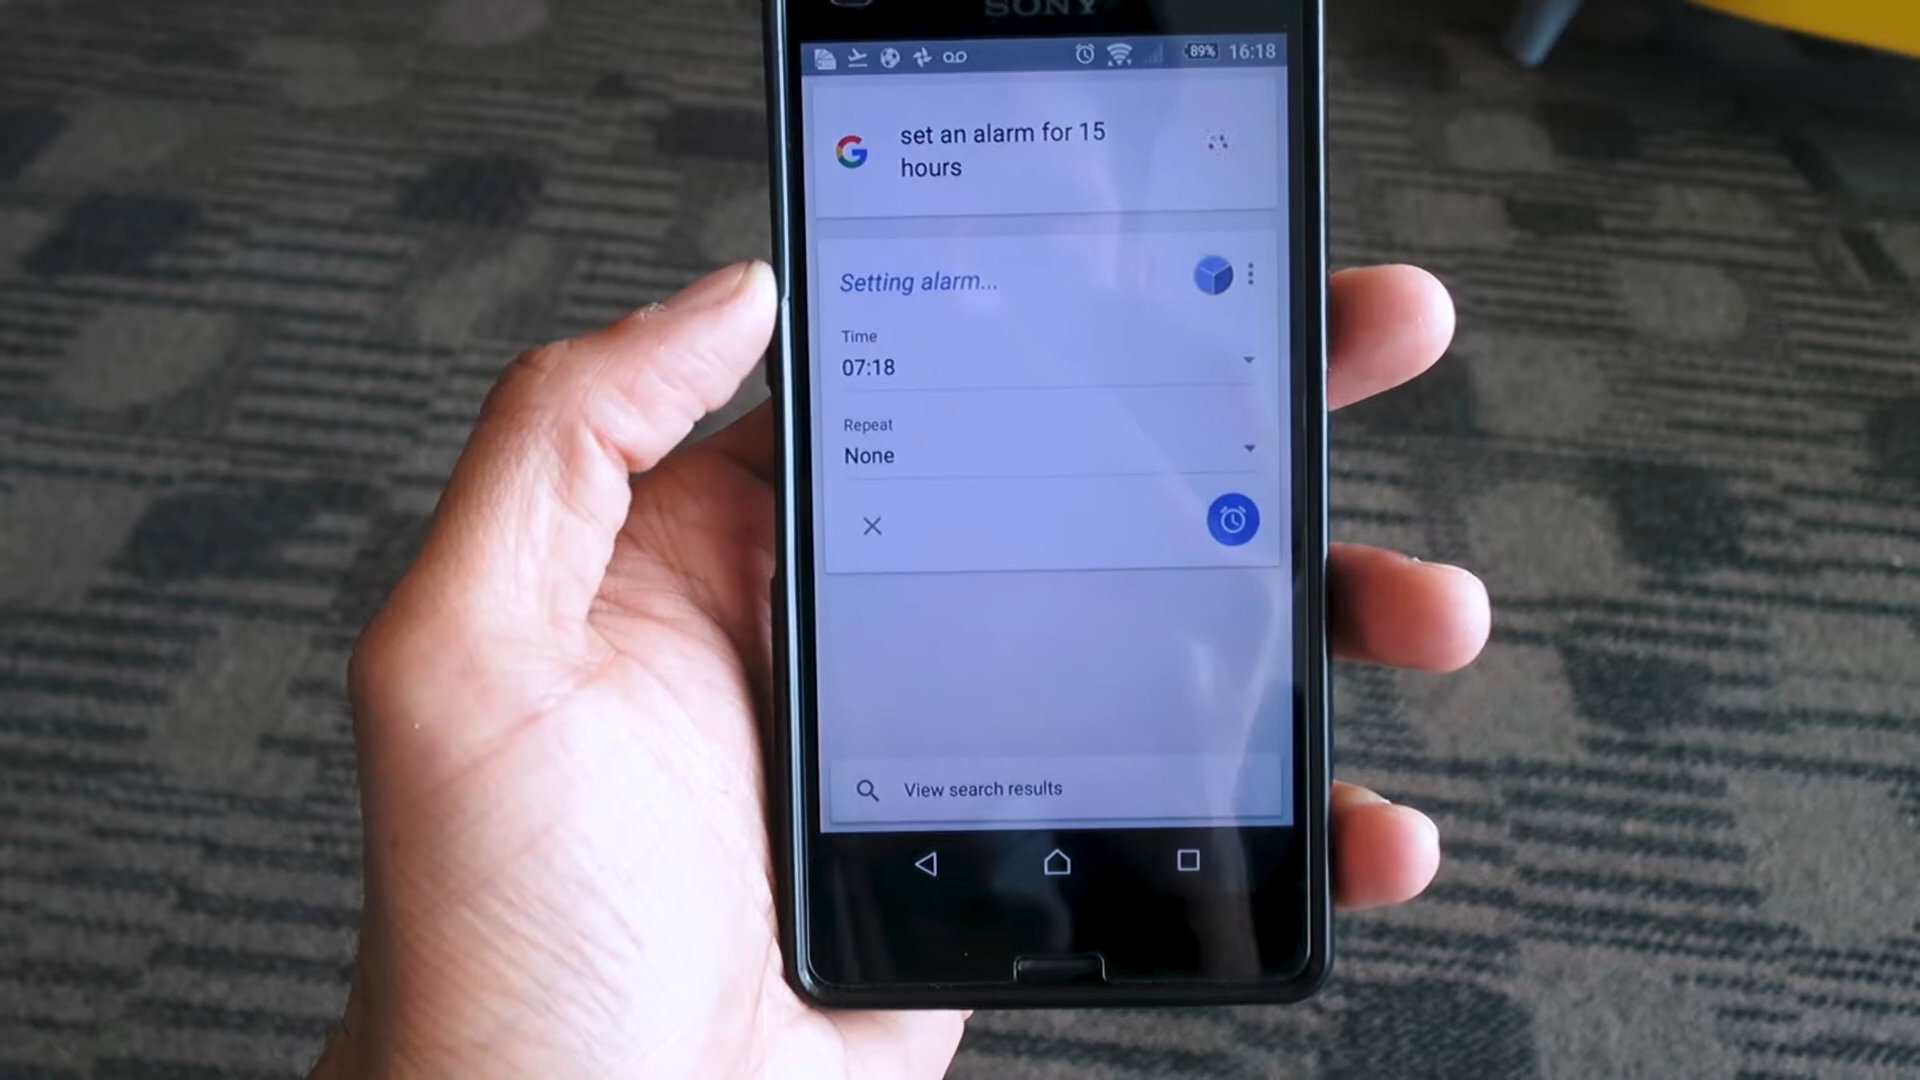 SONY
89% 16:18
set an alarm for 15
hours
Setting alarm...
Time
07:18
Repeat
None
View search results